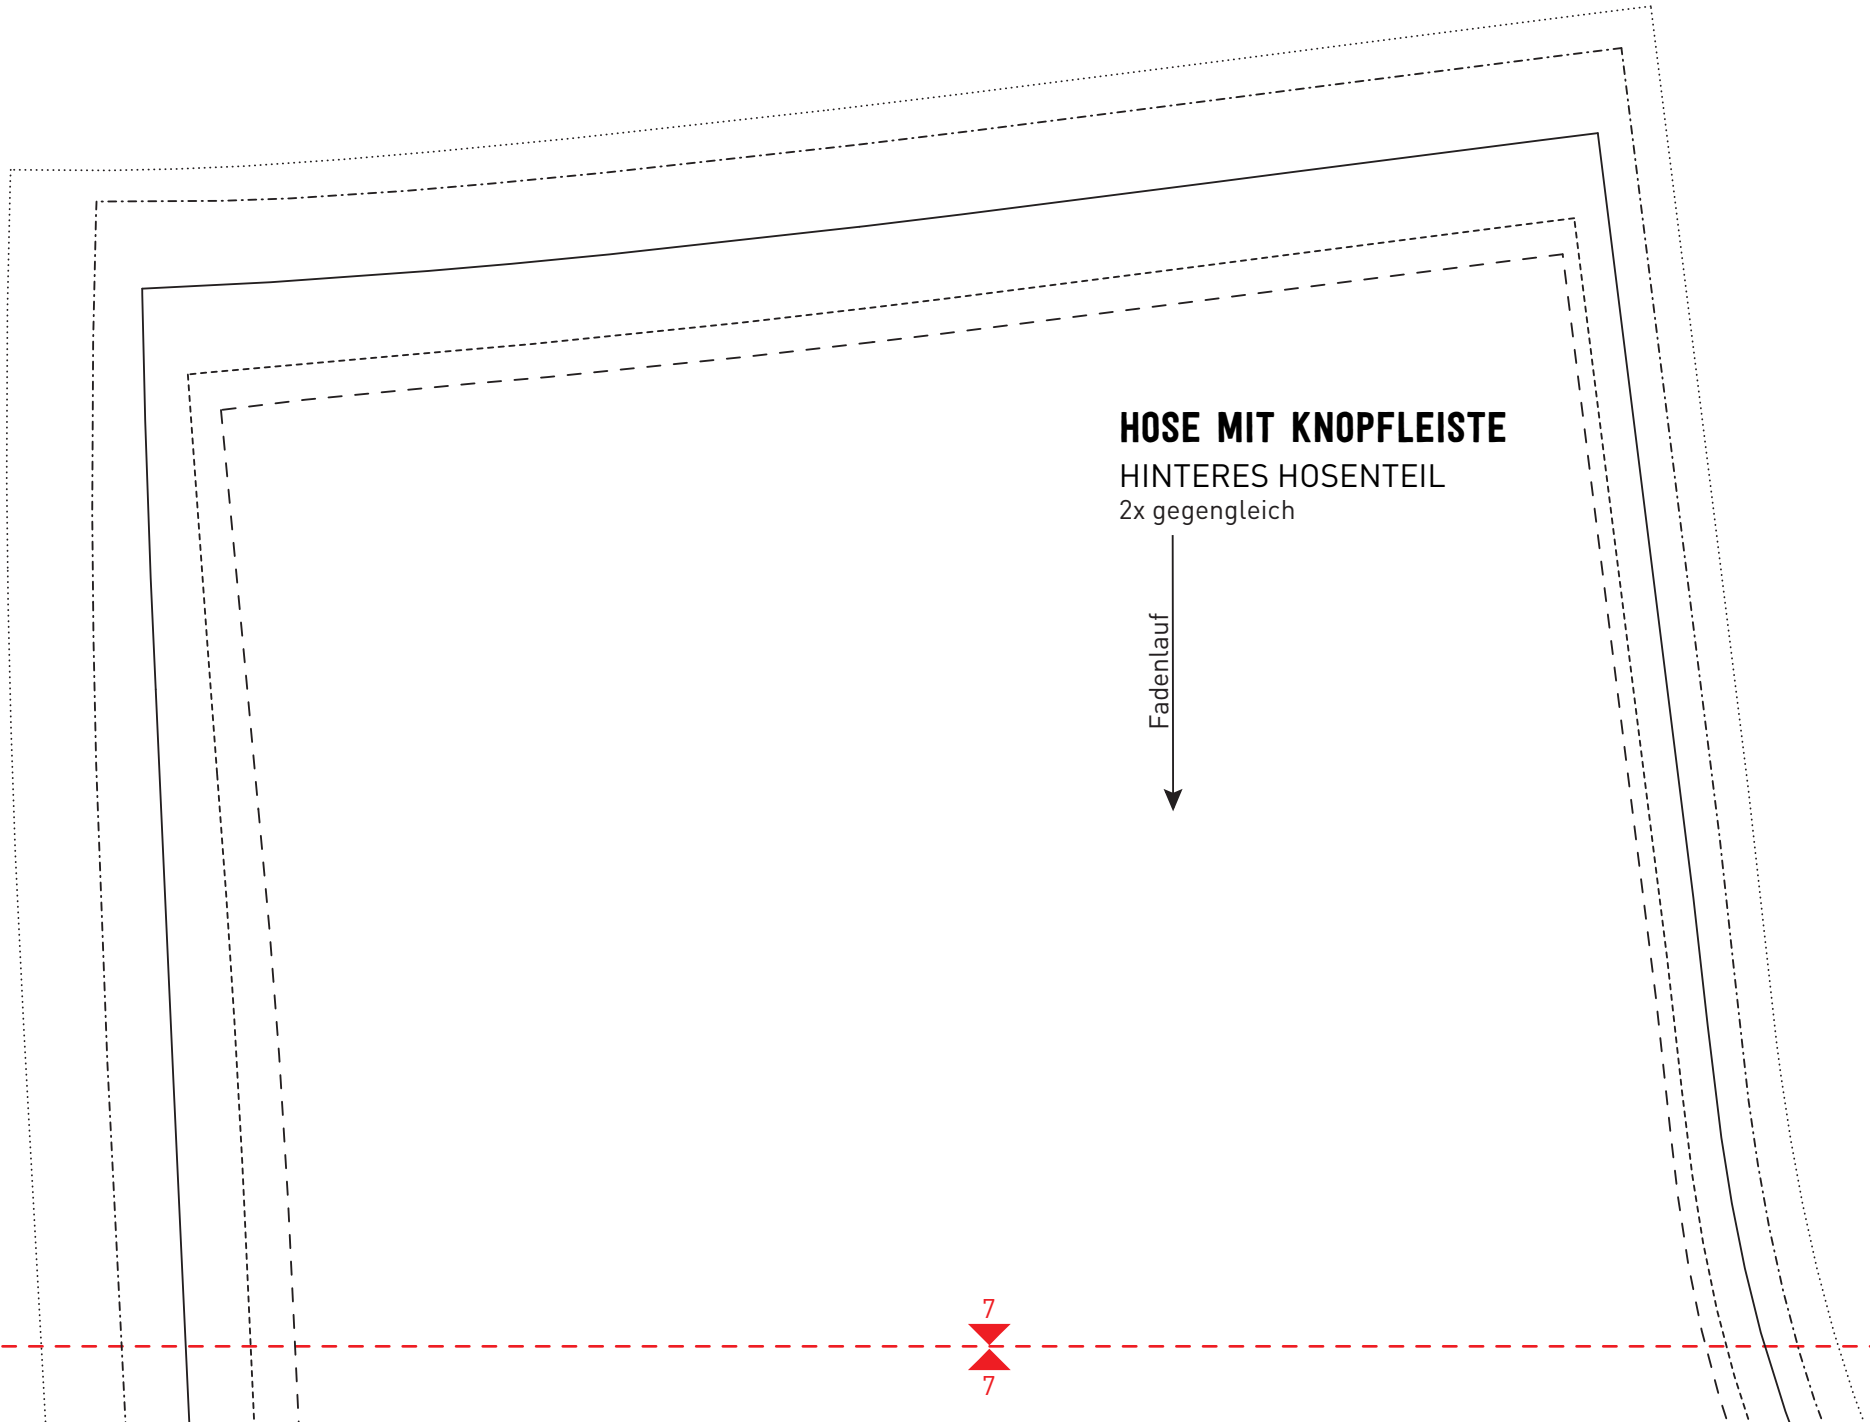 HOSE MIT KNOPFLEISTE
HINTERES HOSENTEIL
2x gegengleich
Fadenlauf
7
7